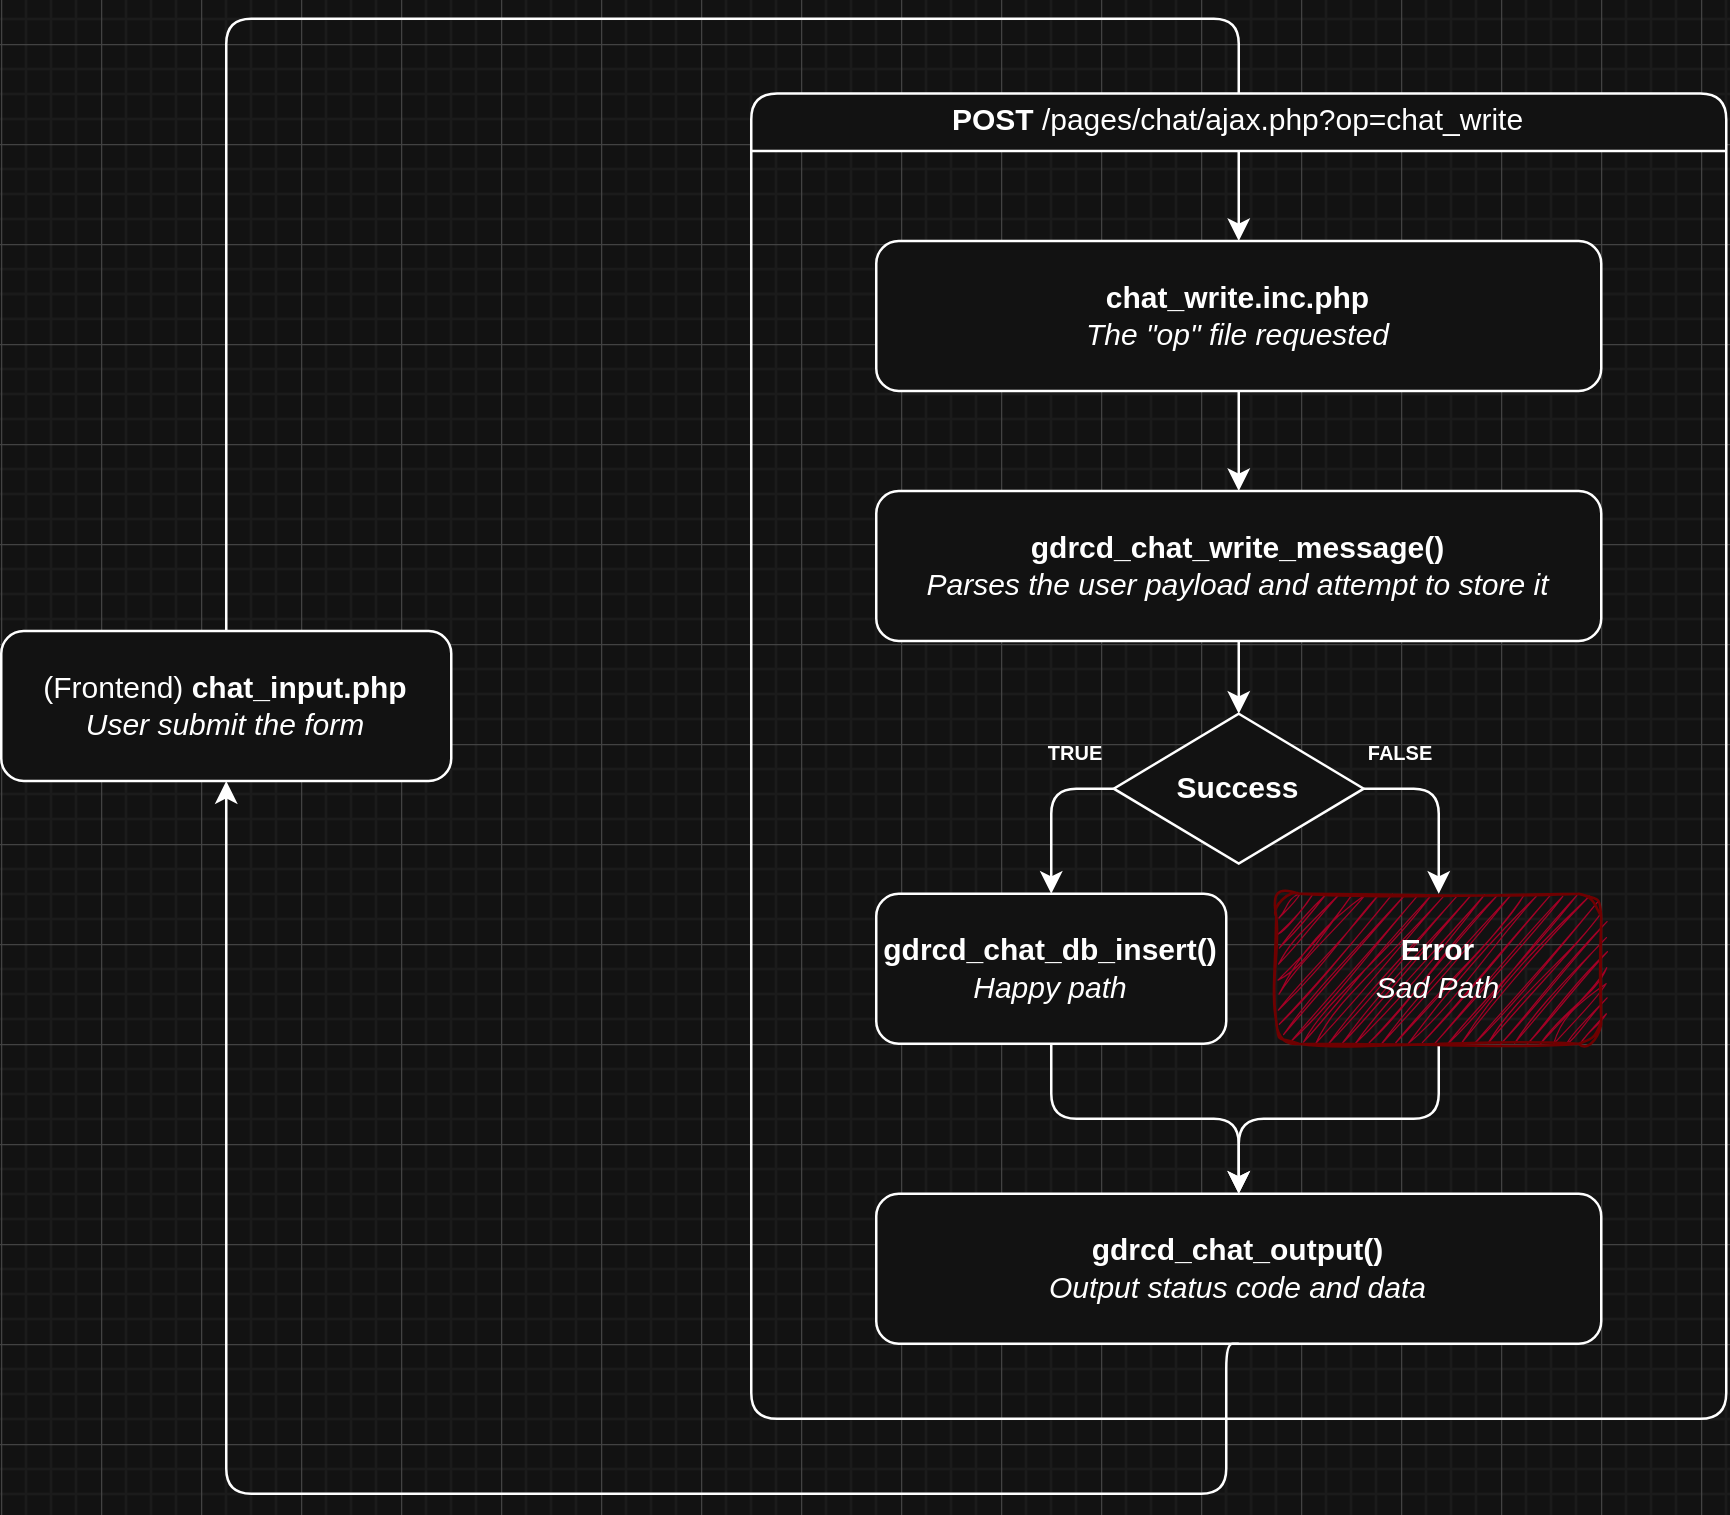 POST /pages/chat/ajax.php?op=chat_write
chat_write.inc.php
The "op" file requested
gdrcd_chat_write_message()
Parses the user payload and attempt to store it
(Frontend) chat_input.php
User submit the form
TRUE
FALSE
Success
gdrcd_chat_db_insert()
Happy path
Error
Sad Path
gdrcd_chat_output()
Output status code and data